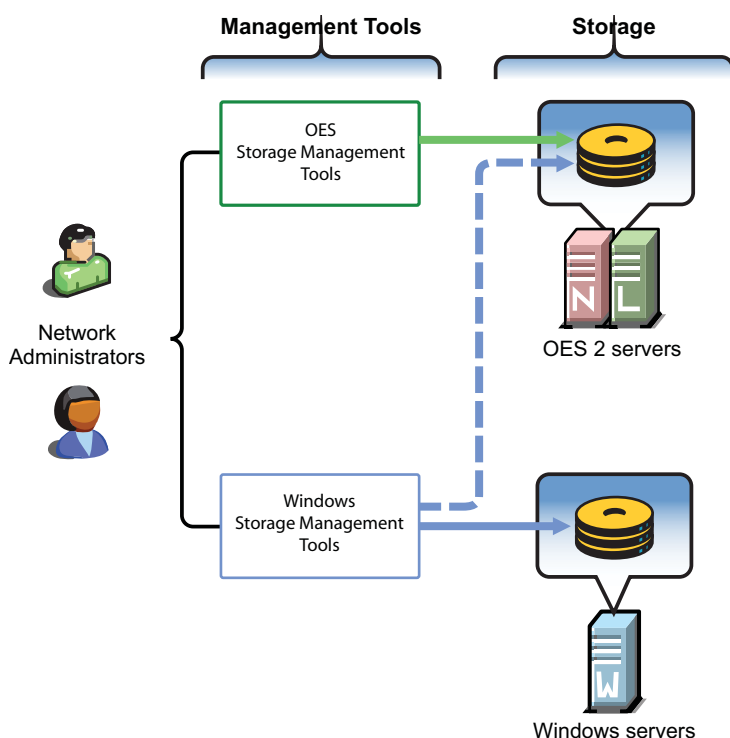 Management Tools
Storage
OES
Storage Management
Tools
N
L
OES 2 servers
Network
Administrators
Windows
Storage Management
Tools
W
Windows servers